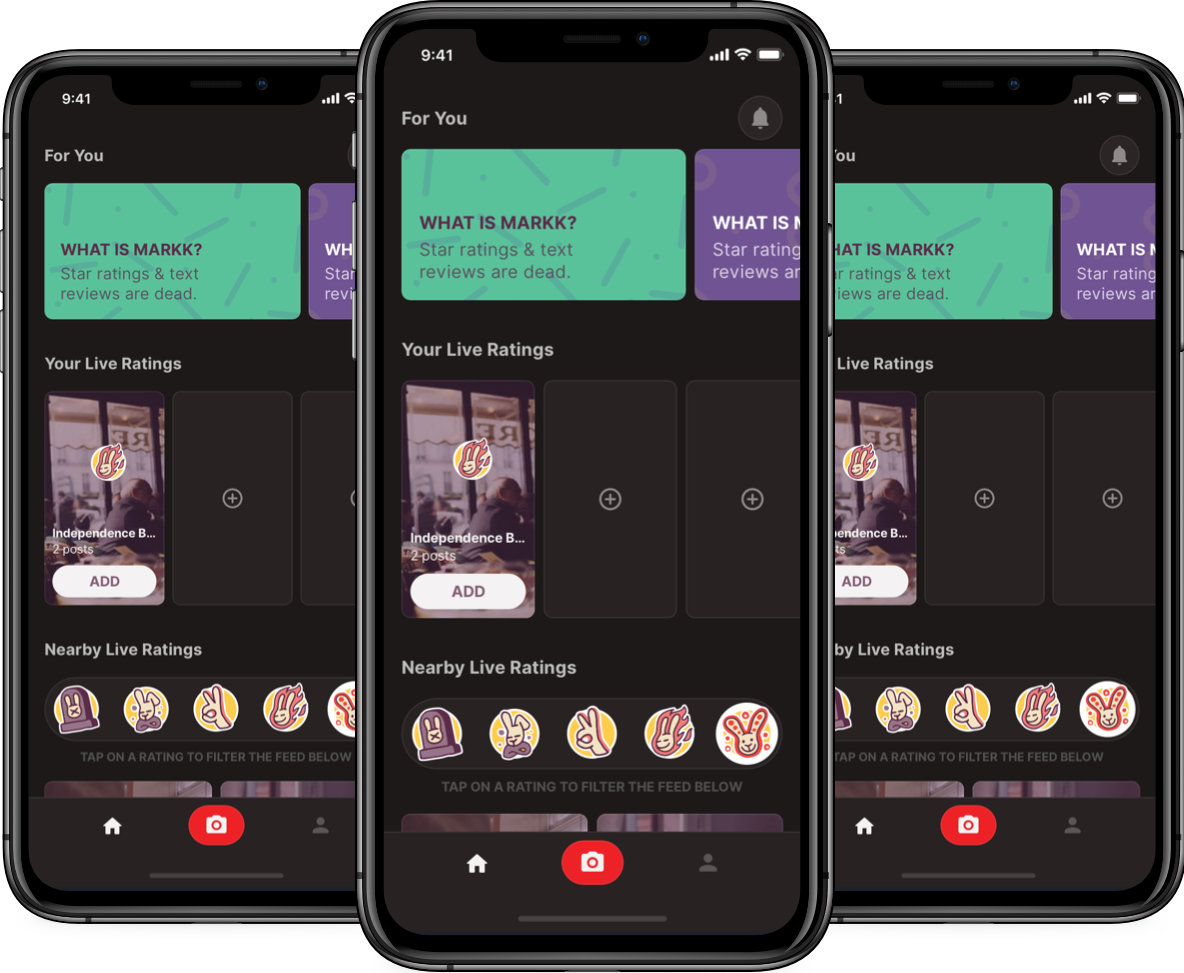 9:41
For You
WHAT IS MARKK?
Star ratings & text
reviews are dead.
WH
Star
revi
Your Live Ratings
RE
Independence B...
2 posts
ADD
Nearby Live Ratings
TAP ON A RATING TO FILTER THE FEED BELOW
9:41
For You
WHAT IS MARKK?
Star ratings & text
reviews are dead.
WHAT IS M
Star rating
reviews ar
Your Live Ratings
RE
Independence B...
2 posts
ADD
Nearby Live Ratings
TAP ON A RATING TO FILTER THE FEED BELOW
41
You
HAT IS MARKK?
r ratings & text
iews are dead.
WHAT IS M
Star rating
reviews ar
Live Ratings
RE
pendence B...
ts
ADD
by Live Ratings
TAP ON A RATING TO FILTER THE FEED BELOW